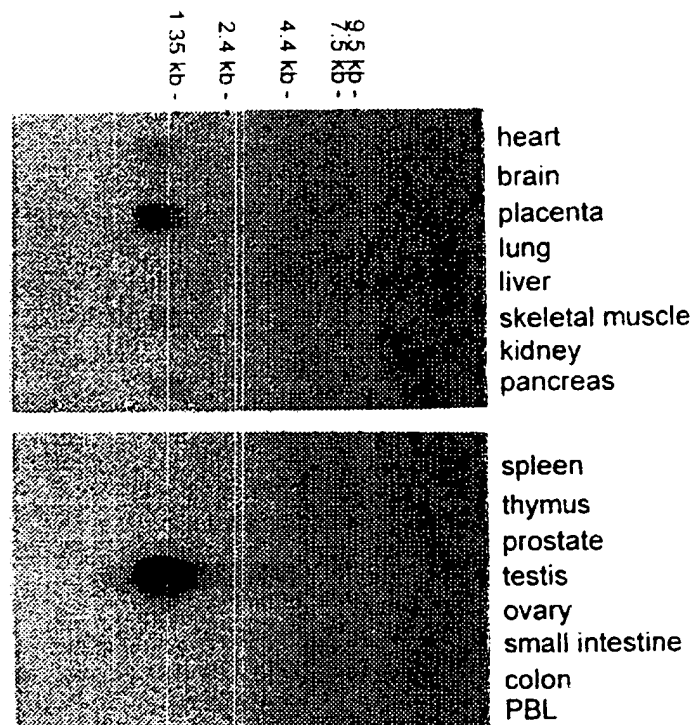 1.35 kb -
2.4 kb -
4.4 kb -
7.5 kb -
9.5 kb -
heart
brain
placenta
lung
liver
skeletal muscle
kidney
pancreas
spleen
thymus
prostate
testis
ovary
small intestine
colon
PBL